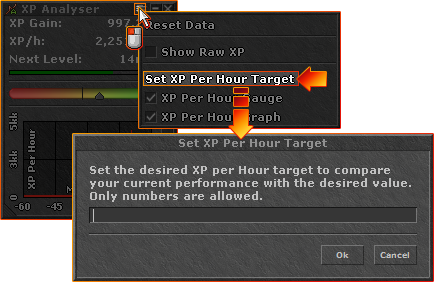 XP Analyser
XP Gain: 997,
XP/h: 2,25
Next Level: 14
Reset Data
Show Raw XP
Set XP Per Hour Target
XP Per Hour Gauge
XP Per Hour Graph
5kk
3kk
0
XP/Hour
-60 -45
Set XP Per Hour Target
Set the desired XP per Hour target to compare
your current performance with the desired value.
Only numbers are allowed.
Ok Cancel